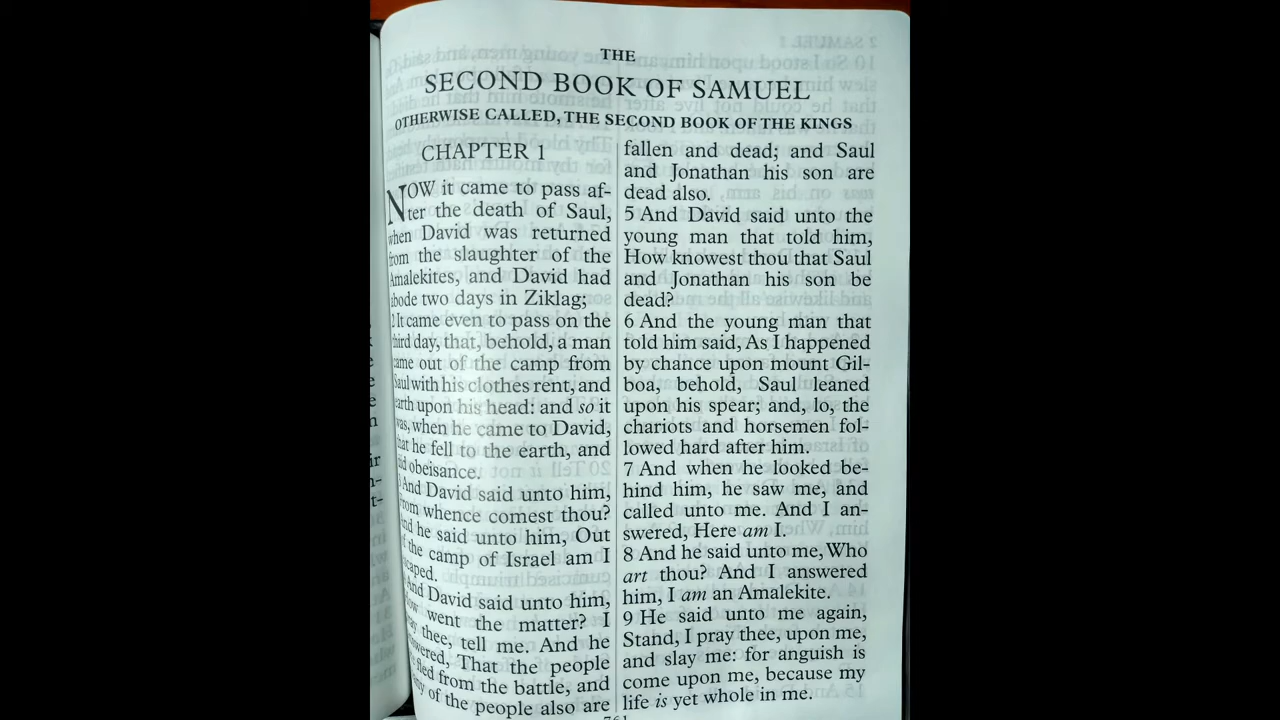 THE
SECOND BOOK OF SAMUEL
OTHERWISE CALLED, THE SECOND BOOK OF THE KINGS
CHAPTER 1
NOW it came to pass af-
ter the death of Saul,
when David was returned
from the slaughter of the
Amalekites, and David had
abode two days in Ziklag;
2 It came even to pass on the
third day, that, behold, a man
came out of the camp from
Saul with his clothes rent, and
earth upon his head: and so it
was, when he came to David,
that he fell to the earth, and
did obeisance.
And David said unto him,
From whence comest thou?
And he said unto him, Out
of the camp of Israel am I
scaped.
And David said unto him,
How went the matter? I
pray thee, tell me. And he
wered, That the people
fled from the battle, and
ny of the people also are
fallen and dead; and Saul
and Jonathan his son are
dead also.
5 And David said unto the
young man that told him,
How knowest thou that Saul
and Jonathan his son be
dead?
6 And the young man that
told him said, As I happened
by chance upon mount Gil-
boa, behold, Saul leaned
upon his spear; and, lo, the
chariots and horsemen fol-
lowed hard after him.
7 And when he looked be-
hind him, he saw me, and
called unto me. And I an-
swered, Here am I.
8 And he said unto me, Who
art thou? And I answered
him, I am an Amalekite.
9 He said unto me again,
Stand, I pray thee, upon me,
and slay me: for anguish is
come upon me, because my
life is yet whole in me.
761